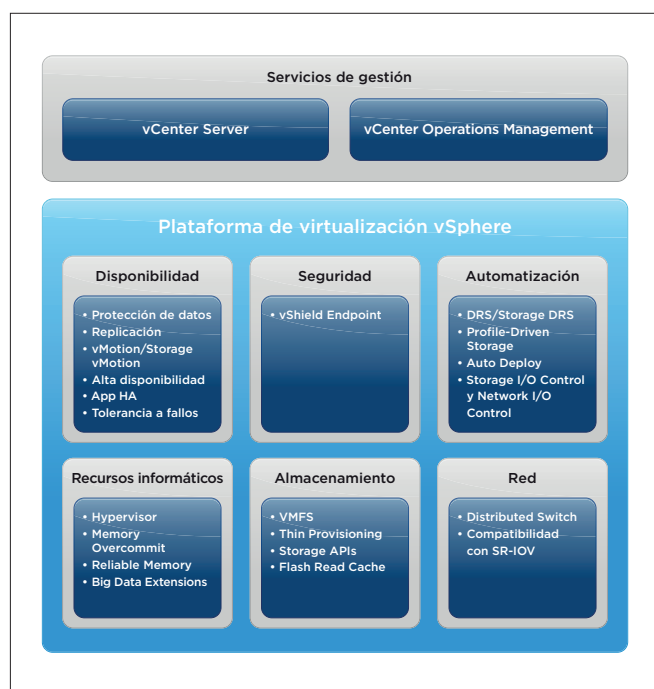 Servicios de gestión
vCenter Server
vCenter Operations Management
Plataforma de virtualización vSphere
Disponibilidad
• Protección de datos
• Replicación
• vMotion/Storage
vMotion
• Alta disponibilidad
• App HA
• Tolerancia a fallos
Seguridad
• vShield Endpoint
Automatización
• DRS/Storage DRS
• Profile-Driven
Storage
• Auto Deploy
• Storage I/O Control
y Network I/O
Control
Recursos informáticos
• Hypervisor
• Memory
Overcommit
• Reliable Memory
• Big Data Extensions
Almacenamiento
• VMFS
• Thin Provisioning
• Storage APIs
• Flash Read Cache
Red
• Distributed Switch
• Compatibilidad
con SR-IOV